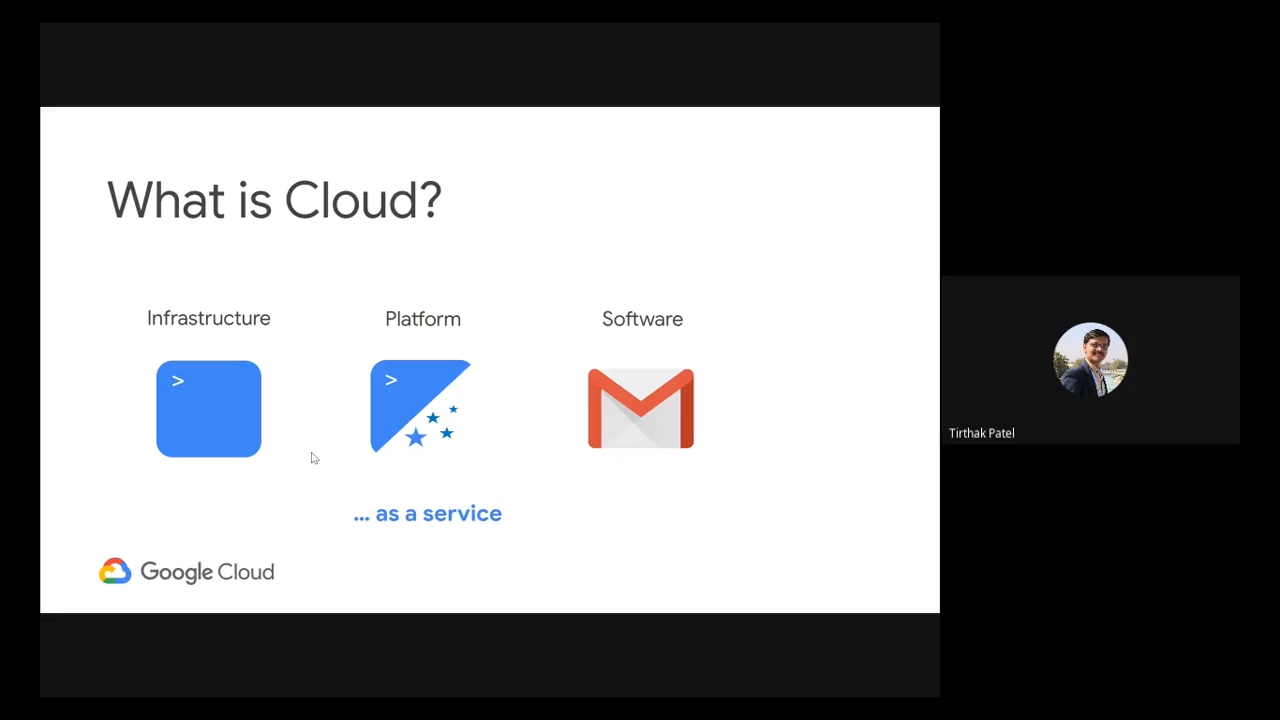 What is Cloud?
Infrastructure
Platform
Software
>
>
... as a service
Google Cloud
Tirthak Patel